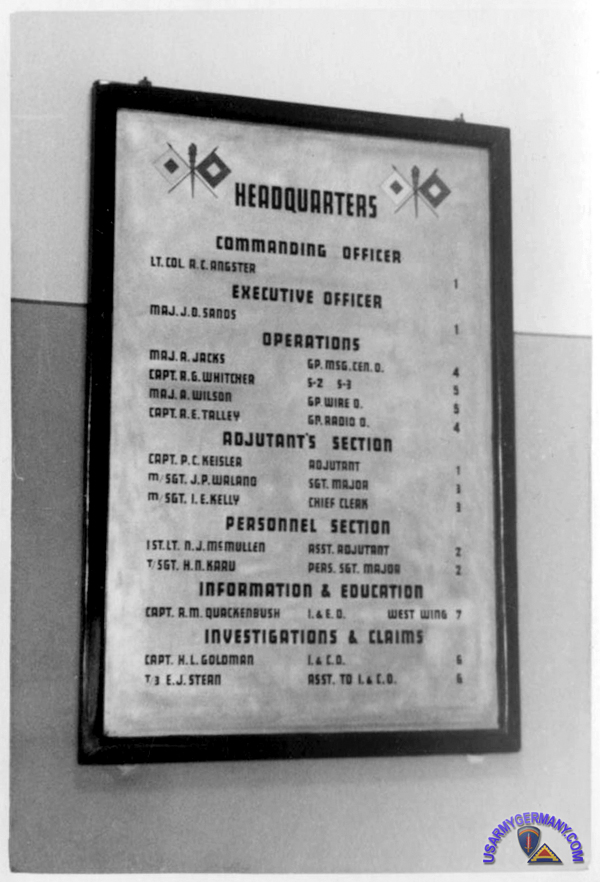 HEADQUARTERS
COMMANDING OFFICER
LT. COL. R.C. ANGSTER 1
EXECUTIVE OFFICER
MAJ. J.D. SANDS 1
OPERATIONS
MAJ. A. JACKS GP. MSG. CEN. O. 4
CAPT. R.G. WHITCHER S-2 S-3 5
MAJ. A. WILSON GP WIRE O. 5
CAPT. R.E. TALLEY GP. RADIO O. 4
ADJUTANT'S SECTION
CAPT. P.C. KEISLER ADJUTANT 1
M/SGT. J.P. WALAND SGT. MAJOR 3
M/SGT. I.E. KELLY CHIEF CLERK 3
PERSONNEL SECTION
1ST. LT. N.J. MCMULLEN ASST. ADJUTANT 2
T/SGT. H.N. KARU PERS. SGT. MAJOR 2
INFORMATION & EDUCATION
CAPT. R.M. QUACKENBUSH I. & E. O. WEST WING 7
INVESTIGATIONS & CLAIMS
CAPT. H.L. GOLDMAN I. & C.O. 6
T/3 E.J. STERN ASST. TO I. & C.O. 6
USARMYGERMANY.COM